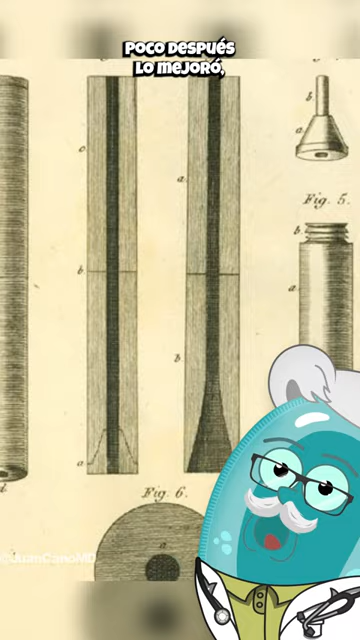 Poco después
lo mejoró,
b
c
a.
a.
Fig. 5.
b.
b.
a.
b.
a
d
Fig. 6.
a
@JuanCanoMD